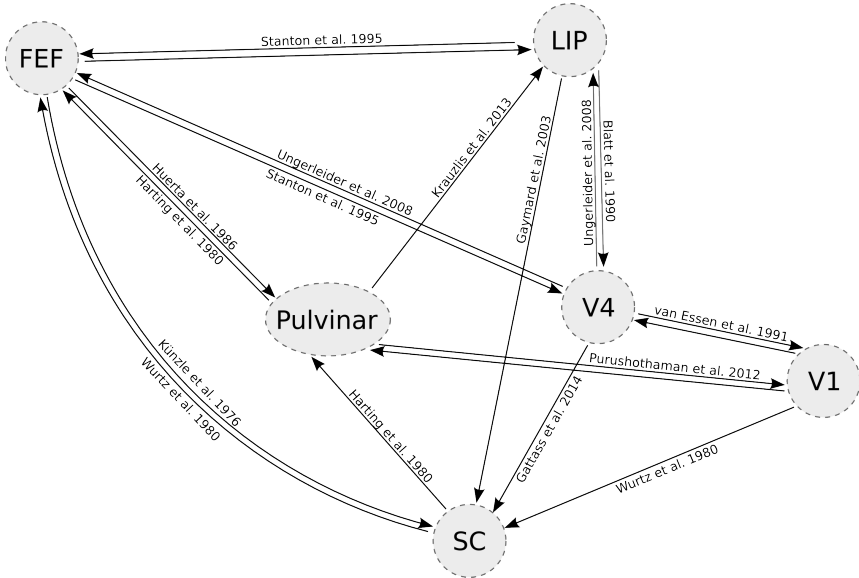 LIP
Stanton et al. 1995
FEF
Krauzlis et al. 2013
Gaymard et al. 2003
Ungerleider et al. 2008
Blatt et al. 1990
Ungerleider et al. 2008
Stanton et al. 1995
Huerta et al. 1986
Harting et al. 1980
V4
Pulvinar
van Essen et al. 1991
Purushothaman et al. 2012
V1
Künzle et al. 1976
Wurtz et al. 1980
Harting et al. 1980
Gattass et al. 2014
Wurtz et al. 1980
SC